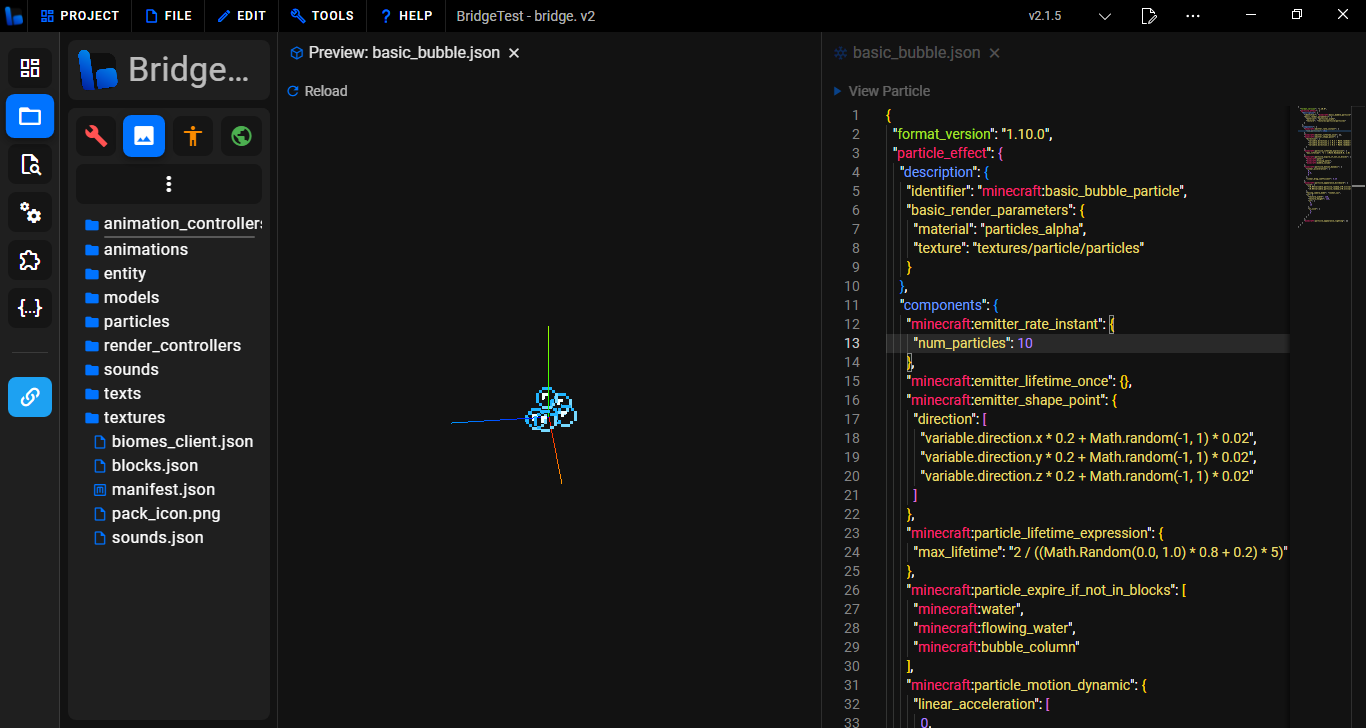 PROJECT FILE EDIT TOOLS HELP BridgeTest - bridge. v2 v2.1.5
Bridge...
animation_controllers
animations
entity
models
particles
render_controllers
sounds
texts
textures
biomes_client.json
blocks.json
manifest.json
pack_icon.png
sounds.json
Preview: basic_bubble.json
Reload
basic_bubble.json
View Particle
1 {
2 "format_version": "1.10.0",
3 "particle_effect": {
4 "description": {
5 "identifier": "minecraft:basic_bubble_particle",
6 "basic_render_parameters": {
7 "material": "particles_alpha",
8 "texture": "textures/particle/particles"
9 }
10 },
11 "components": {
12 "minecraft:emitter_rate_instant": {
13 "num_particles": 10
14 },
15 "minecraft:emitter_lifetime_once": {},
16 "minecraft:emitter_shape_point": {
17 "direction": [
18 "variable.direction.x * 0.2 + Math.random(-1, 1) * 0.02",
19 "variable.direction.y * 0.2 + Math.random(-1, 1) * 0.02",
20 "variable.direction.z * 0.2 + Math.random(-1, 1) * 0.02"
21 ]
22 },
23 "minecraft:particle_lifetime_expression": {
24 "max_lifetime": "2 / ((Math.Random(0.0, 1.0) * 0.8 + 0.2) * 5)"
25 },
26 "minecraft:particle_expire_if_not_in_blocks": [
27 "minecraft:water",
28 "minecraft:flowing_water",
29 "minecraft:bubble_column"
30 ],
31 "minecraft:particle_motion_dynamic": {
32 "linear_acceleration": [
33 0,